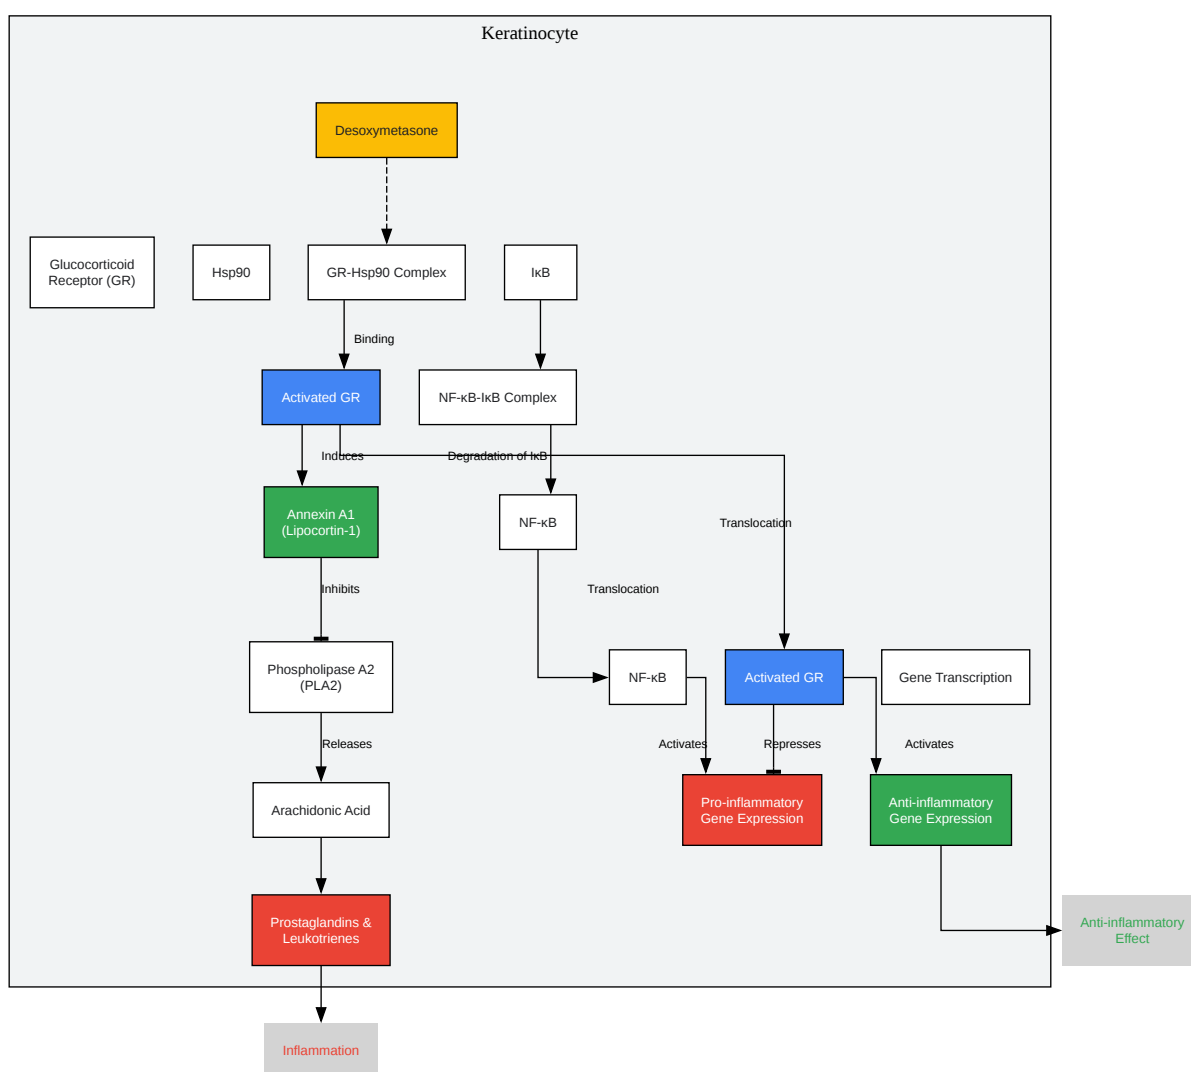 Keratinocyte
Desoxymetasone
Glucocorticoid
Receptor (GR)
Hsp90
GR-Hsp90 Complex
IκB
Binding
Activated GR
NF-κB-IκB Complex
Induces
Degradation of IκB
Annexin A1
(Lipocortin-1)
NF-κB
Translocation
Inhibits
Translocation
Phospholipase A2
(PLA2)
NF-κB
Activated GR
Gene Transcription
Releases
Activates
Represses
Activates
Arachidonic Acid
Pro-inflammatory
Gene Expression
Anti-inflammatory
Gene Expression
Prostaglandins &
Leukotrienes
Anti-inflammatory
Effect
Inflammation